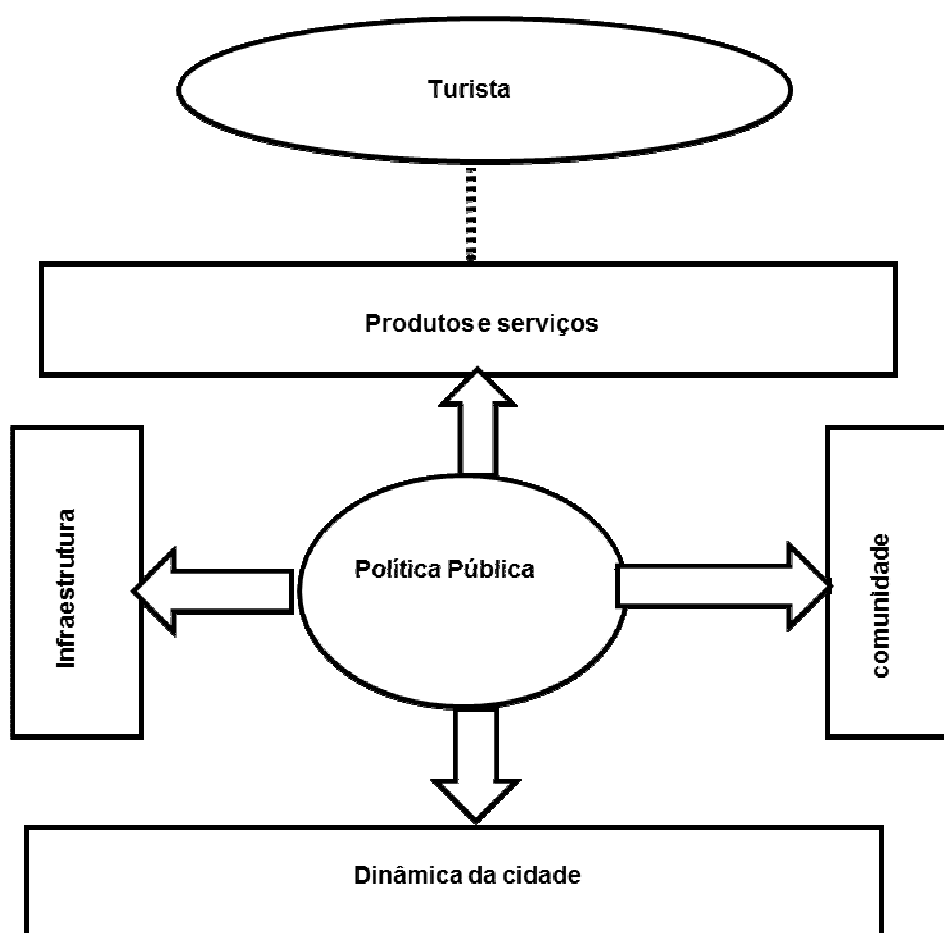 Turista
Produtos e serviços
Infraestrutura
Política Pública
comunidade
Dinâmica da cidade